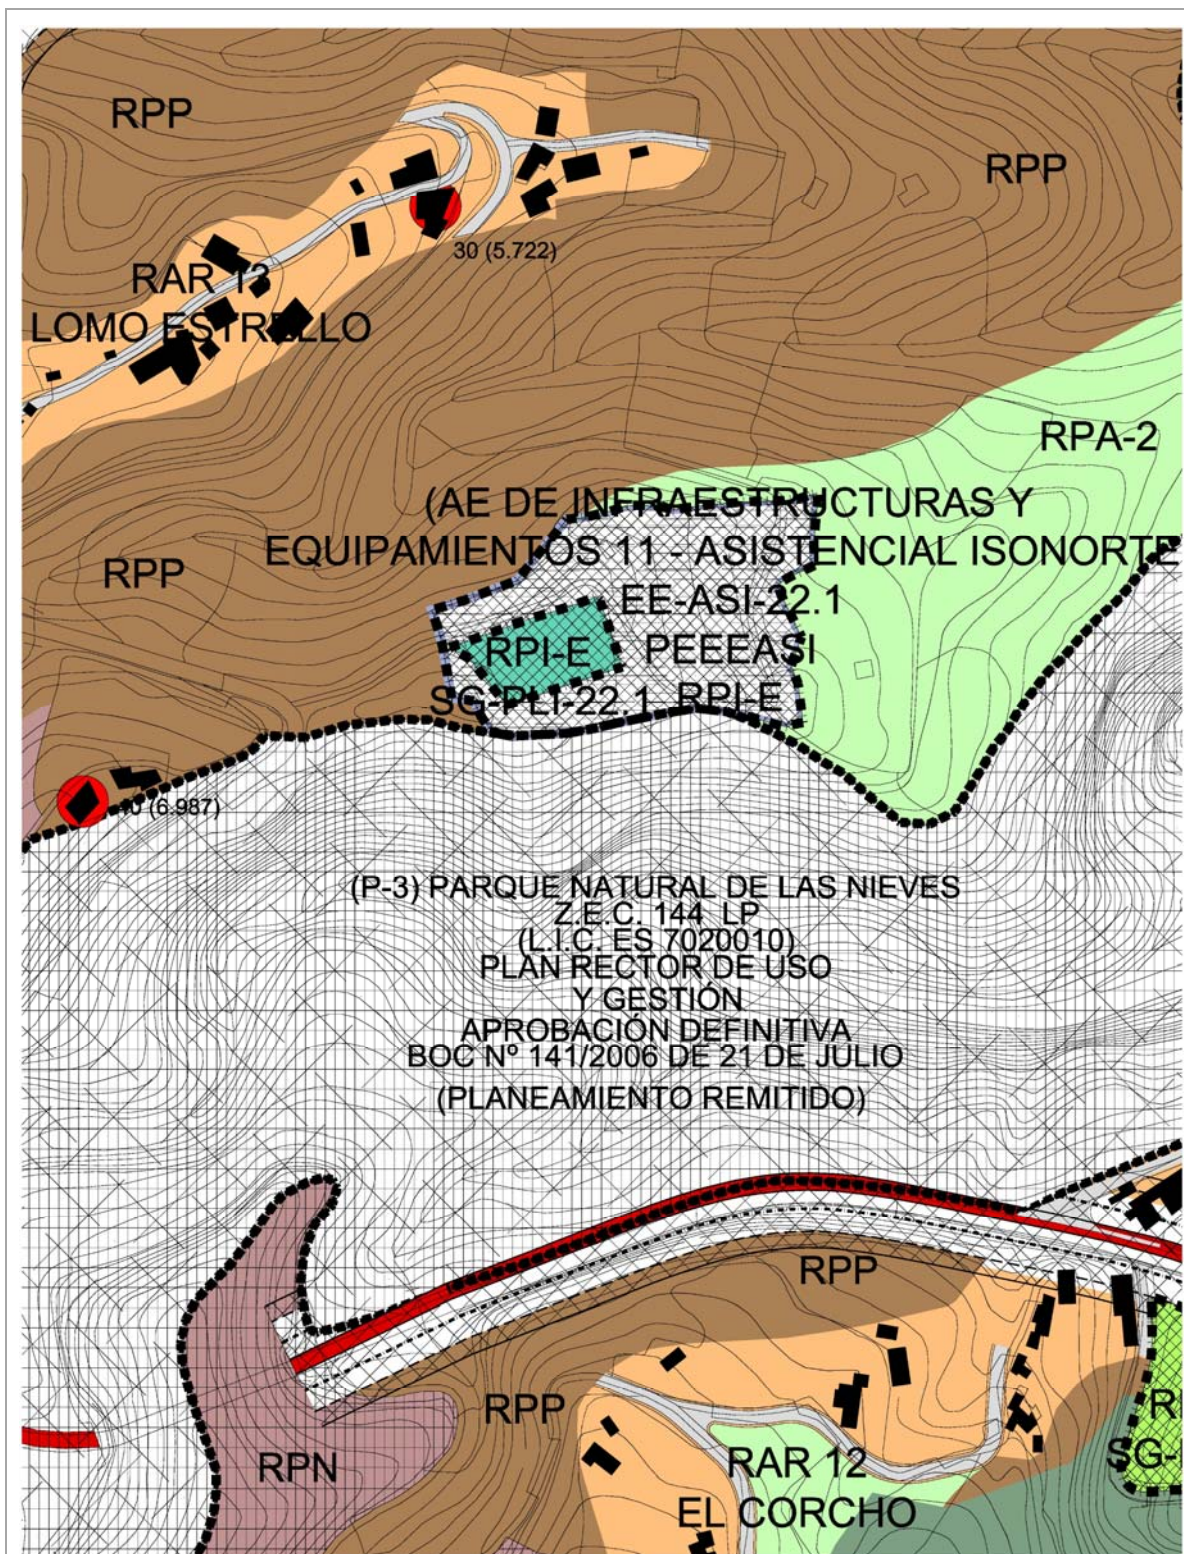 RPP
RPP
30 (5.722)
RAR 13
LOMO ESTRELLO
RPA-2
(AE DE INFRAESTRUCTURAS Y
EQUIPAMIENTOS 11 - ASISTENCIAL ISONORTE
RPP
EE-ASI-22.1
RPI-E PEEEASI
SG-PLI-22.1 RPI-E
(6.987)
(P-3) PARQUE NATURAL DE LAS NIEVES
Z.E.C. 144_LP
(L.I.C. ES 7020010)
PLAN RECTOR DE USO
Y GESTIÓN
APROBACIÓN DEFINITIVA
BOC Nº 141/2006 DE 21 DE JULIO
(PLANEAMIENTO REMITIDO)
RPP
RPP
RPN
RAR 12
EL CORCHO
SG-